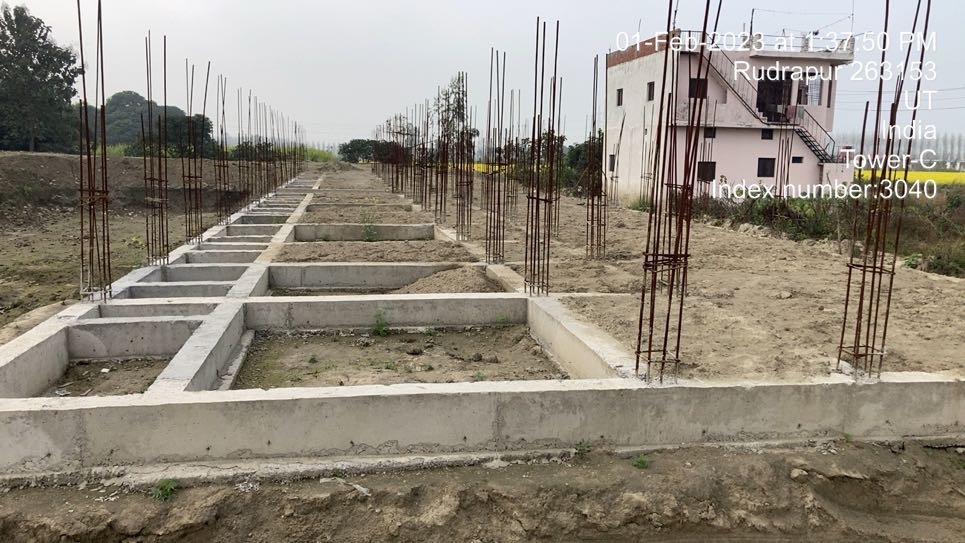 01-Feb-2023 at 1:37:50 PM
Rudrapur 263153
UT
India
Tower-C
Index number:3040